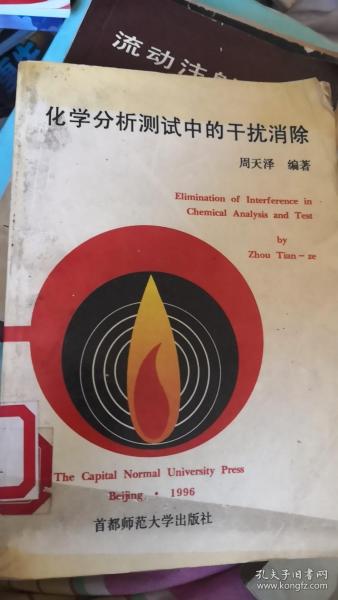 流动注射
化学分析测试中的干扰消除
周天泽 编著
Elimination of Interference in
Chemical Analysis and Test
by
Zhou Tian-ze
The Capital Normal University Press
Beijing · 1996
首都师范大学出版社
孔夫子旧书网
www.kongfz.com